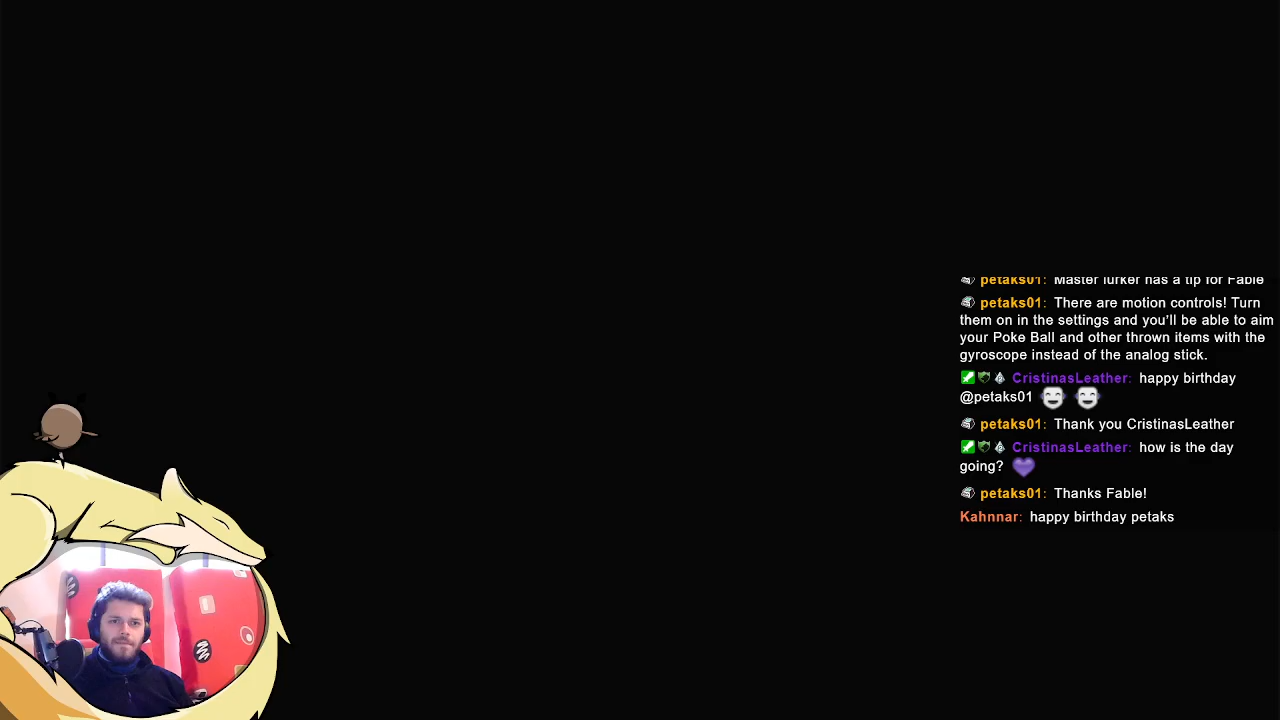 petaks01: Master lurker has a tip for Fable
petaks01: There are motion controls! Turn
them on in the settings and you'll be able to aim
your Poke Ball and other thrown items with the
gyroscope instead of the analog stick.
CristinasLeather: happy birthday
@petaks01
petaks01: Thank you CristinasLeather
CristinasLeather: how is the day
going?
petaks01: Thanks Fable!
Kahnnar: happy birthday petaks